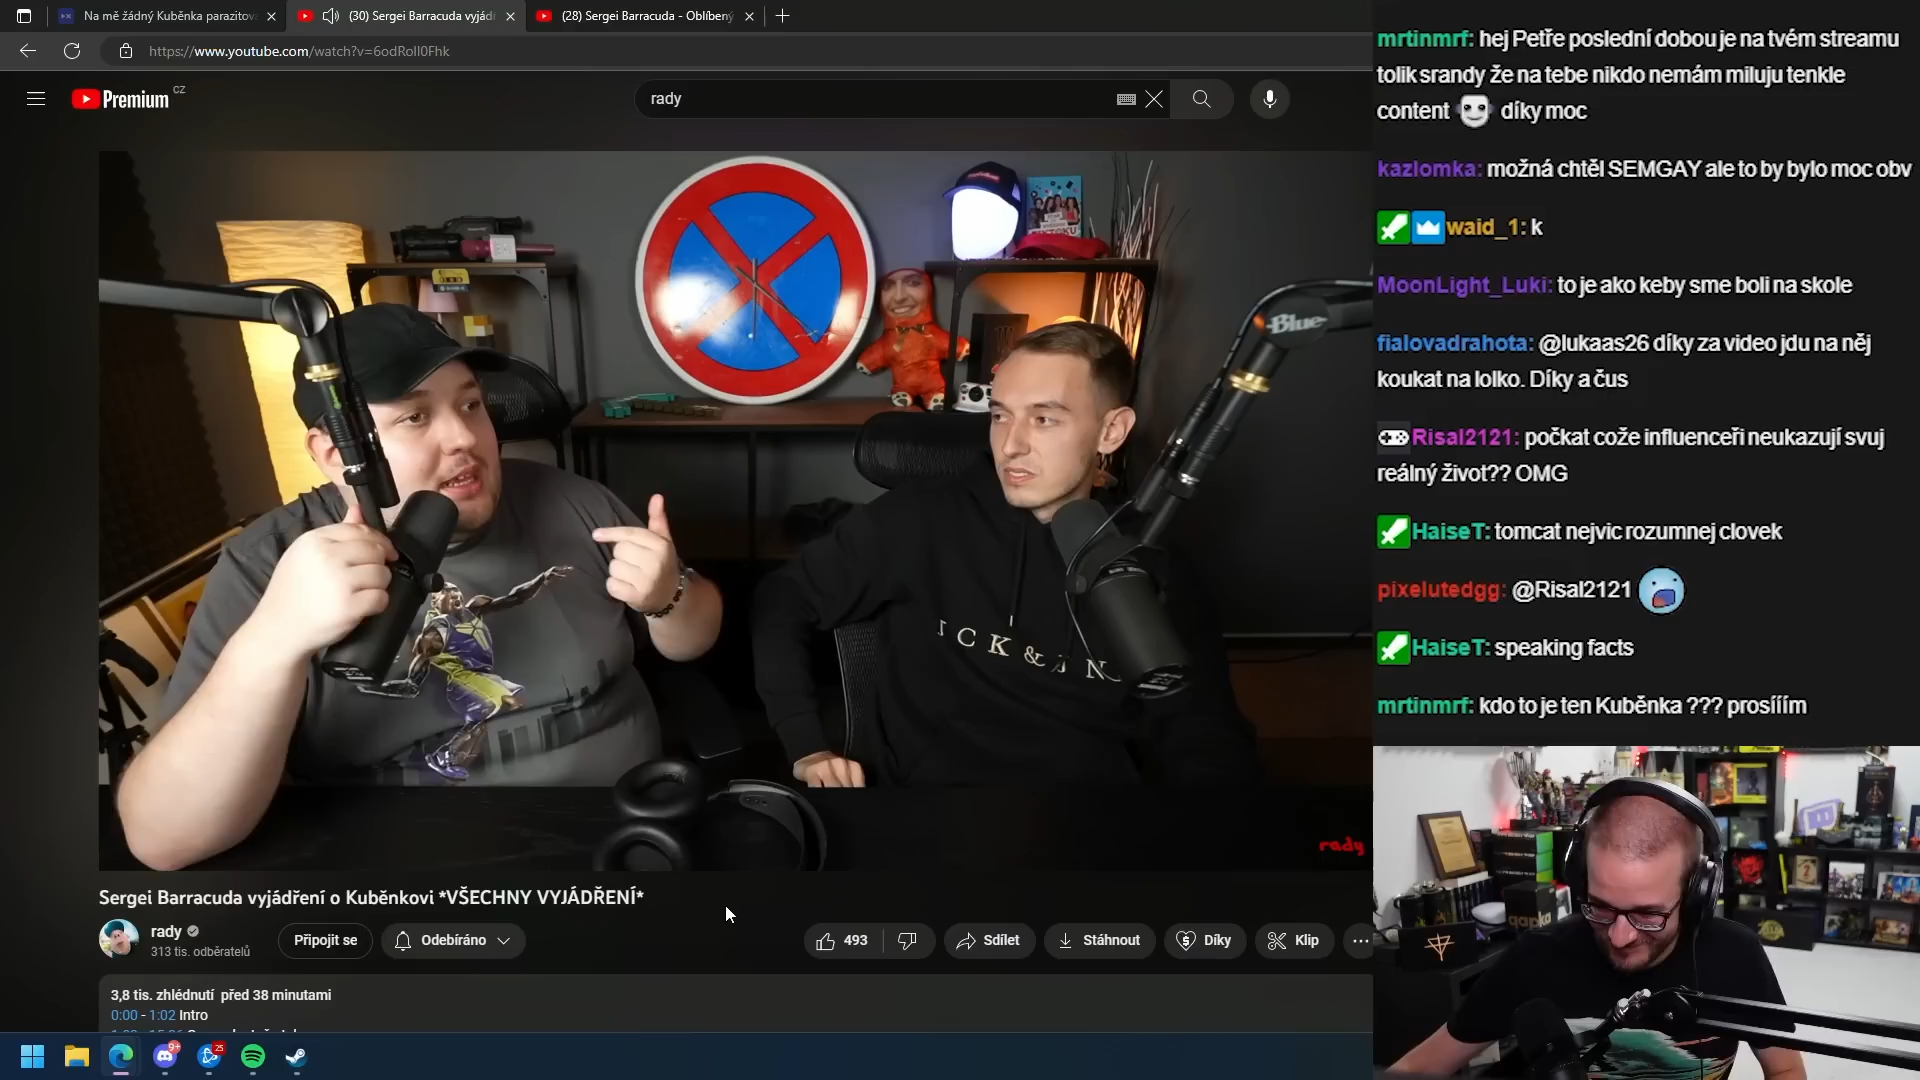 Na mě žádný Kuběnka parazitova
(30) Sergei Barracuda vyjádř
(28) Sergei Barracuda - Oblíbený
https://www.youtube.com/watch?v=6odRoll0Fhk
Premium CZ
rady
Blue
CK & N
rady
Sergei Barracuda vyjádření o Kuběnkovi *VŠECHNY VYJÁDŘENÍ*
rady
313 tis. odběratelů
Připojit se
Odebíráno
493
Sdílet
Stáhnout
Díky
Klip
3,8 tis. zhlédnutí před 38 minutami
0:00 - 1:02 Intro
9+
25
mrtinmrf: hej Petře poslední dobou je na tvém streamu
tolik srandy že na tebe nikdo nemám miluju tenkle
content díky moc
kazlomka: možná chtěl SEMGAY ale to by bylo moc obv
waid_1: k
MoonLight_Luki: to je ako keby sme boli na skole
fialovadrahota: @lukaas26 díky za video jdu na něj
koukat na lolko. Díky a čus
Risal2121: počkat cože influenceři neukazují svuj
reálný život?? OMG
HaiseT: tomcat nejvic rozumnej clovek
pixelutedgg: @Risal2121
HaiseT: speaking facts
mrtinmrf: kdo to je ten Kuběnka ??? prosííím